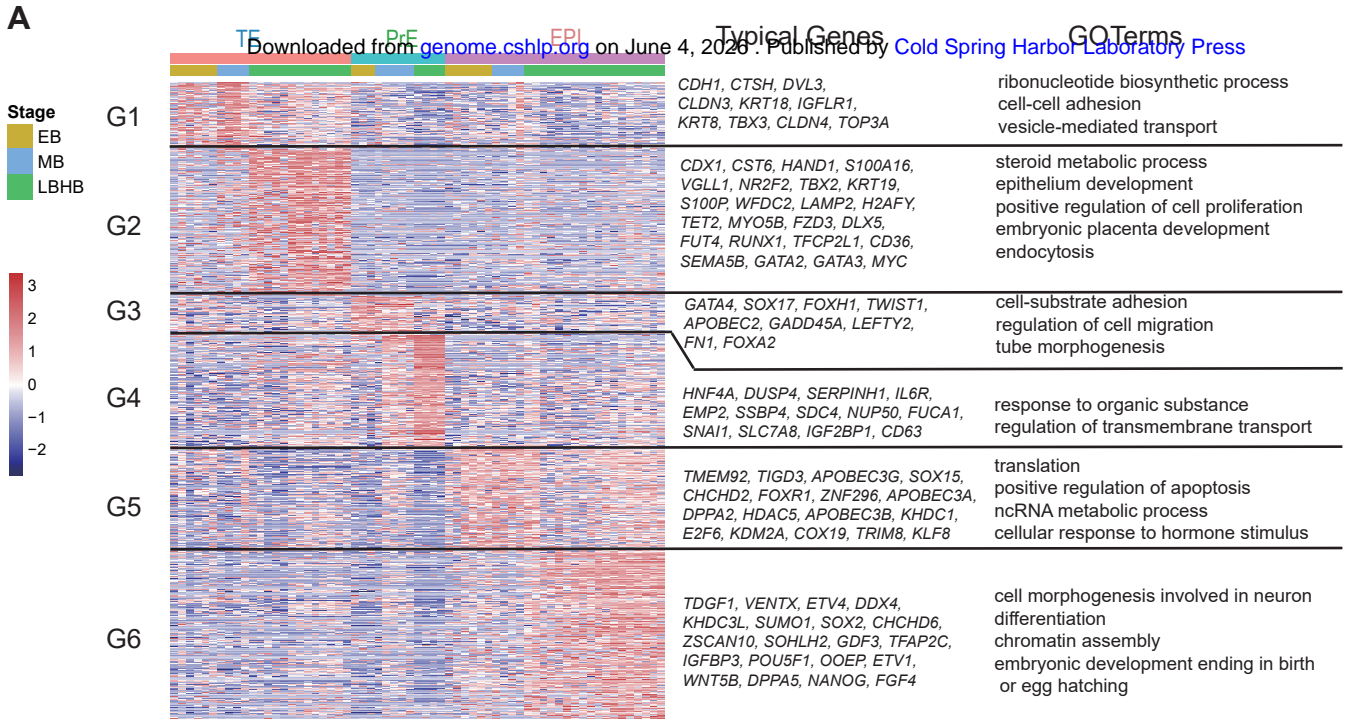 A
TE
PrE
EPI
Typical Genes
GOTerms
Downloaded from genome.cshlp.org on June 4, 2026 . Published by Cold Spring Harbor Laboratory Press
Stage
EB
MB
LBHB
3
2
1
0
−1
−2
G1
CDH1, CTSH, DVL3,
CLDN3, KRT18, IGFLR1,
KRT8, TBX3, CLDN4, TOP3A
ribonucleotide biosynthetic process
cell-cell adhesion
vesicle-mediated transport
G2
CDX1, CST6, HAND1, S100A16,
VGLL1, NR2F2, TBX2, KRT19,
S100P, WFDC2, LAMP2, H2AFY,
TET2, MYO5B, FZD3, DLX5,
FUT4, RUNX1, TFCP2L1, CD36,
SEMA5B, GATA2, GATA3, MYC
steroid metabolic process
epithelium development
positive regulation of cell proliferation
embryonic placenta development
endocytosis
G3
GATA4, SOX17, FOXH1, TWIST1,
APOBEC2, GADD45A, LEFTY2,
FN1, FOXA2
cell-substrate adhesion
regulation of cell migration
tube morphogenesis
G4
HNF4A, DUSP4, SERPINH1, IL6R,
EMP2, SSBP4, SDC4, NUP50, FUCA1,
SNAI1, SLC7A8, IGF2BP1, CD63
response to organic substance
regulation of transmembrane transport
G5
TMEM92, TIGD3, APOBEC3G, SOX15,
CHCHD2, FOXR1, ZNF296, APOBEC3A,
DPPA2, HDAC5, APOBEC3B, KHDC1,
E2F6, KDM2A, COX19, TRIM8, KLF8
translation
positive regulation of apoptosis
ncRNA metabolic process
cellular response to hormone stimulus
G6
TDGF1, VENTX, ETV4, DDX4,
KHDC3L, SUMO1, SOX2, CHCHD6,
ZSCAN10, SOHLH2, GDF3, TFAP2C,
IGFBP3, POU5F1, OOEP, ETV1,
WNT5B, DPPA5, NANOG, FGF4
cell morphogenesis involved in neuron
differentiation
chromatin assembly
embryonic development ending in birth
or egg hatching